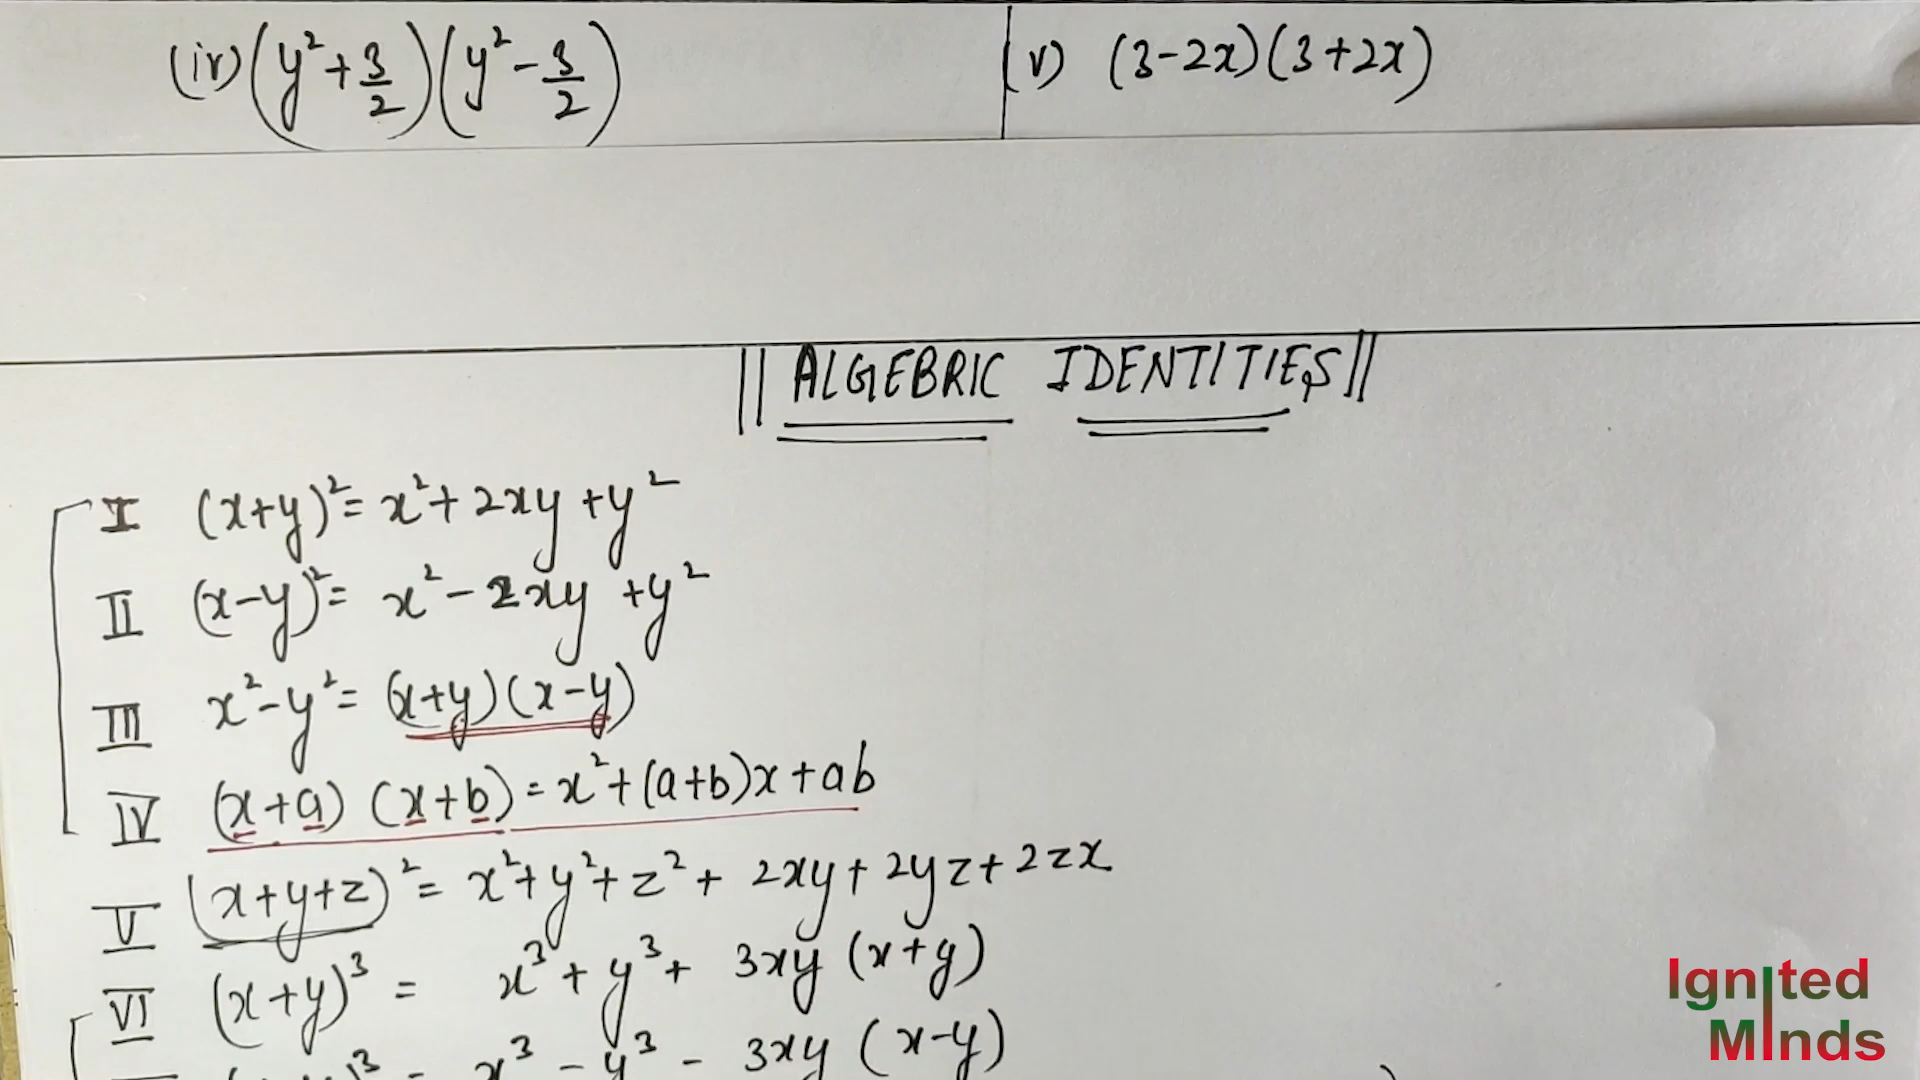 (iv) (y²+3/2)(y²-3/2)
(v) (3-2x)(3+2x)
|| ALGEBRIC IDENTITIES ||
I (x+y)²= x²+2xy+y²
II (x-y)²= x²-2xy+y²
III x²-y²= (x+y)(x-y)
IV (x+a) (x+b)=x²+(a+b)x+ab
V (x+y+z)²= x²+y²+z²+ 2xy+2yz+2zx
VI (x+y)³ = x³+y³+ 3xy (x+y)
³ = x³-y³ - 3xy (x-y)
Ignited
Minds